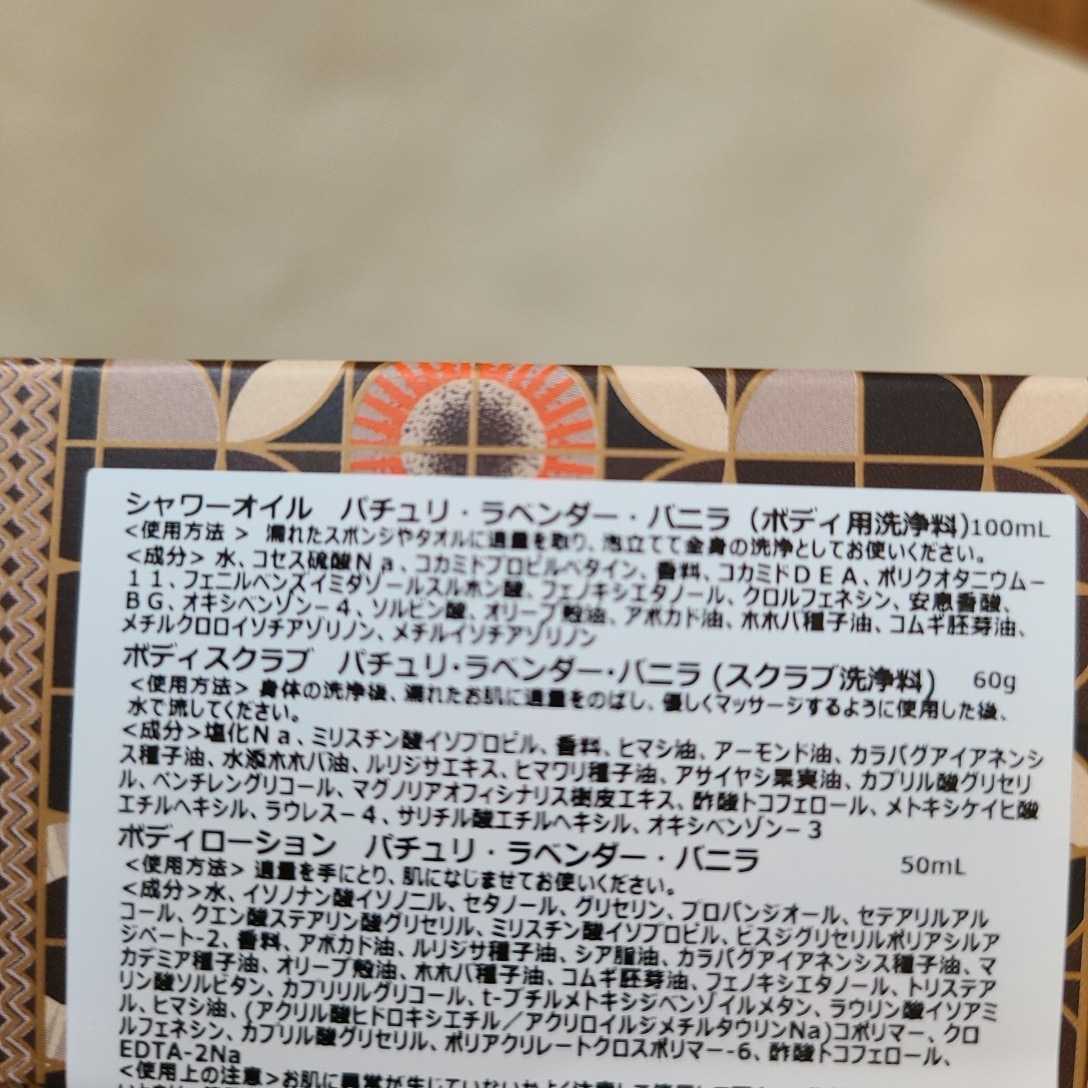 シャワーオイル　パチュリ・ラベンダー・バニラ（ボディ用洗浄料）100mL
＜使用方法＞ 濡れたスポンジやタオルに適量を取り、泡立てて全身の洗浄としてお使いください。
＜成分＞ 水、コセス硫酸Ｎａ、コカミドプロピルベタイン、香料、コカミドＤＥＡ、ポリクオタニウムー
１１、フェニルベンズイミダゾールスルホン酸、フェノキシエタノール、クロルフェネシン、安息香酸、
ＢＧ、オキシベンゾン－４、ソルビン酸、オリーブ殻油、アボカド油、ホホバ種子油、コムギ胚芽油、
メチルクロロイソチアゾリノン、メチルイソチアゾリノン
ボディスクラブ　パチュリ・ラベンダー・バニラ（スクラブ洗浄料）　60g
＜使用方法＞ 身体の洗浄後、濡れたお肌に適量をのばし、優しくマッサージするように使用した後、
水で流してください。
＜成分＞塩化Ｎａ、ミリスチン酸イソプロピル、香料、ヒマシ油、アーモンド油、カラパグアイアネンシ
ス種子油、水添ホホバ油、ルリジサエキス、ヒマワリ種子油、アサイヤシ果実油、カプリル酸グリセリ
ル、ペンチレングリコール、マグノリアオフィシナリス樹皮エキス、酢酸トコフェロール、メトキシケイヒ酸
エチルヘキシル、ラウレス－４、サリチル酸エチルヘキシル、オキシベンゾン－３
ボディローション　パチュリ・ラベンダー・バニラ　50mL
＜使用方法＞ 適量を手にとり、肌になじませてお使いください。
＜成分＞水、イソノナン酸イソノニル、セタノール、グリセリン、プロパンジオール、セテアリルアル
コール、クエン酸ステアリン酸グリセリル、ミリスチン酸イソプロピル、ビスジグリセリルポリアシルア
ジペート-2、香料、アボカド油、ルリジサ種子油、シア脂油、カラパグアイアネンシス種子油、マ
カデミア種子油、オリーブ殻油、ホホバ種子油、コムギ胚芽油、フェノキシエタノール、トリステア
リン酸ソルビタン、カプリリルグリコール、t-ブチルメトキシジベンゾイルメタン、ラウリン酸イソアミ
ル、ヒマシ油、（アクリル酸ヒドロキシエチル／アクリロイルジメチルタウリンNa）コポリマー、クロ
ルフェネシン、カプリル酸グリセリル、ポリアクリレートクロスポリマー-6、酢酸トコフェロール、
EDTA-2Na
＜使用上の注意＞お肌に異常が生じていないかよく注意して使用して